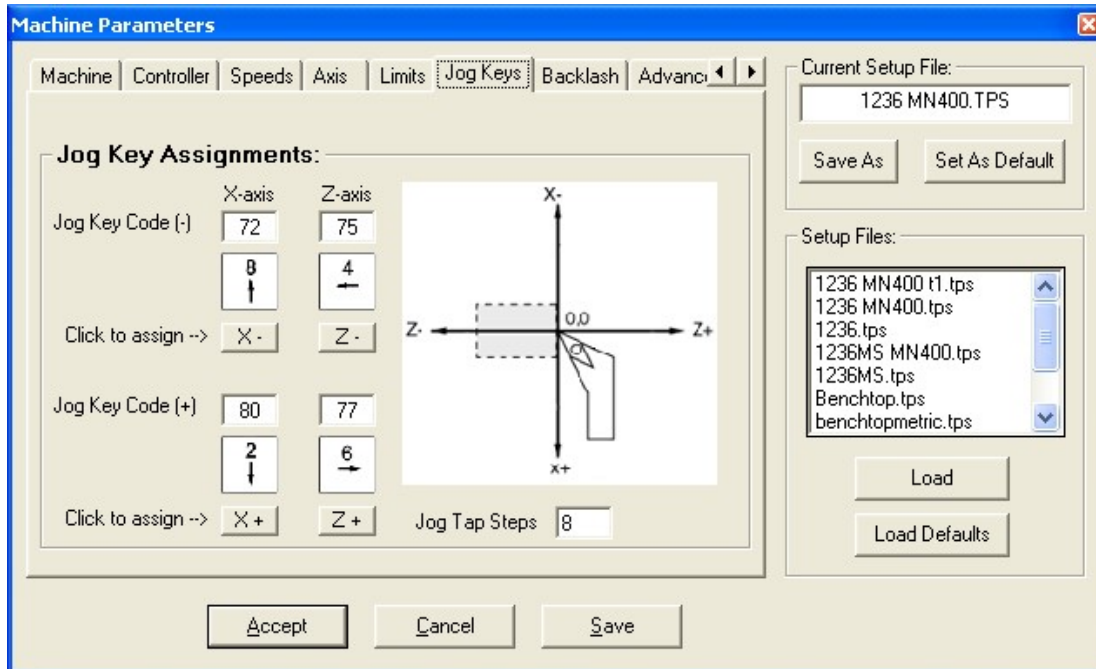 Machine Parameters
Machine Controller Speeds Axis Limits Jog Keys Backlash Advanc
Jog Key Assignments:
X-axis Z-axis
Jog Key Code (-) 72 75
8 4
Click to assign --> X - Z -
Jog Key Code (+) 80 77
2 6
Click to assign --> X + Z +
X-
Z- 0,0 Z+
x+
Jog Tap Steps 8
Current Setup File:
1236 MN400.TPS
Save As Set As Default
Setup Files:
1236 MN400 t1.tps
1236 MN400.tps
1236.tps
1236MS MN400.tps
1236MS.tps
Benchtop.tps
benchtopmetric.tps
Load
Load Defaults
Accept Cancel Save